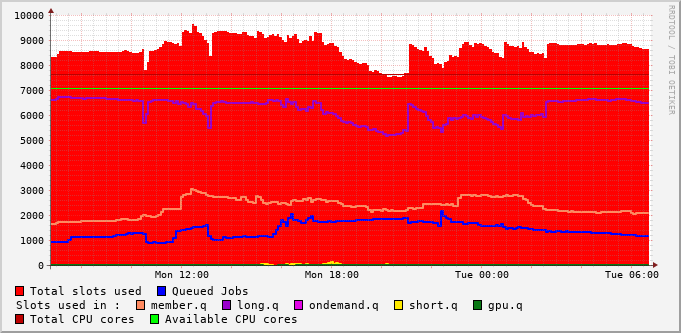 10000
9000
8000
7000
6000
5000
4000
3000
2000
1000
0
Mon 12:00 Mon 18:00 Tue 00:00 Tue 06:00
RRDTOOL / TOBI OETIKER
Total slots used Queued Jobs
Slots used in : member.q long.q ondemand.q short.q gpu.q
Total CPU cores Available CPU cores